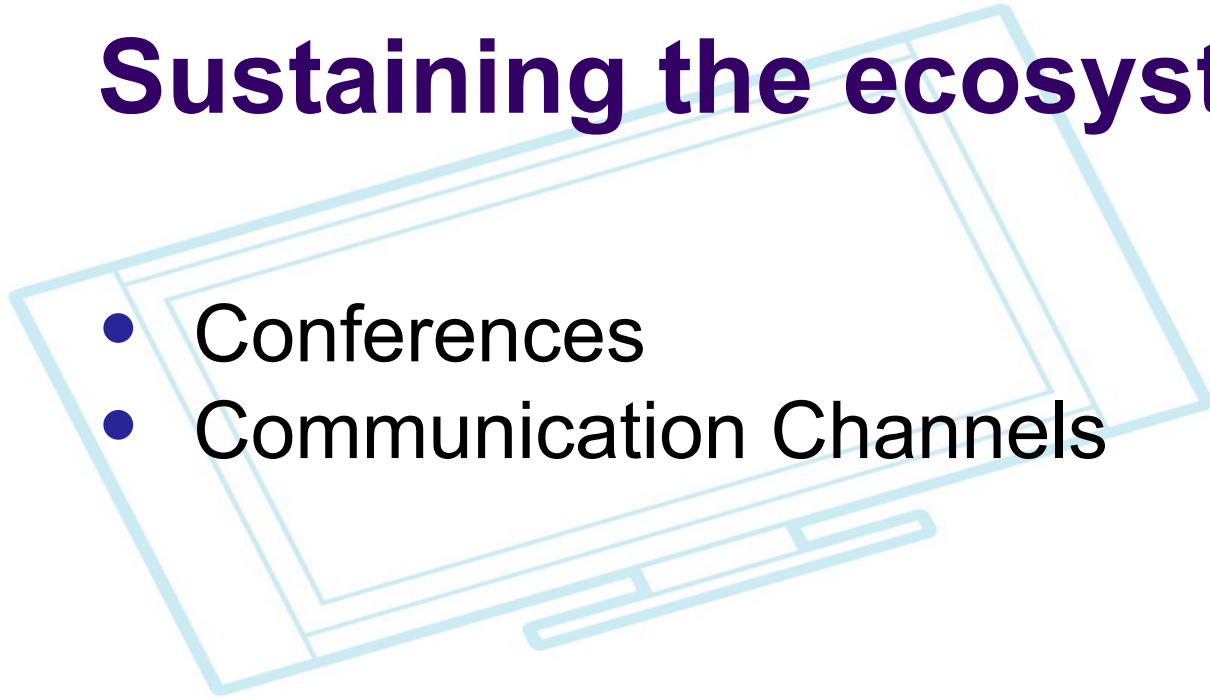 Sustaining the ecosyst
• Conferences
• Communication Channels